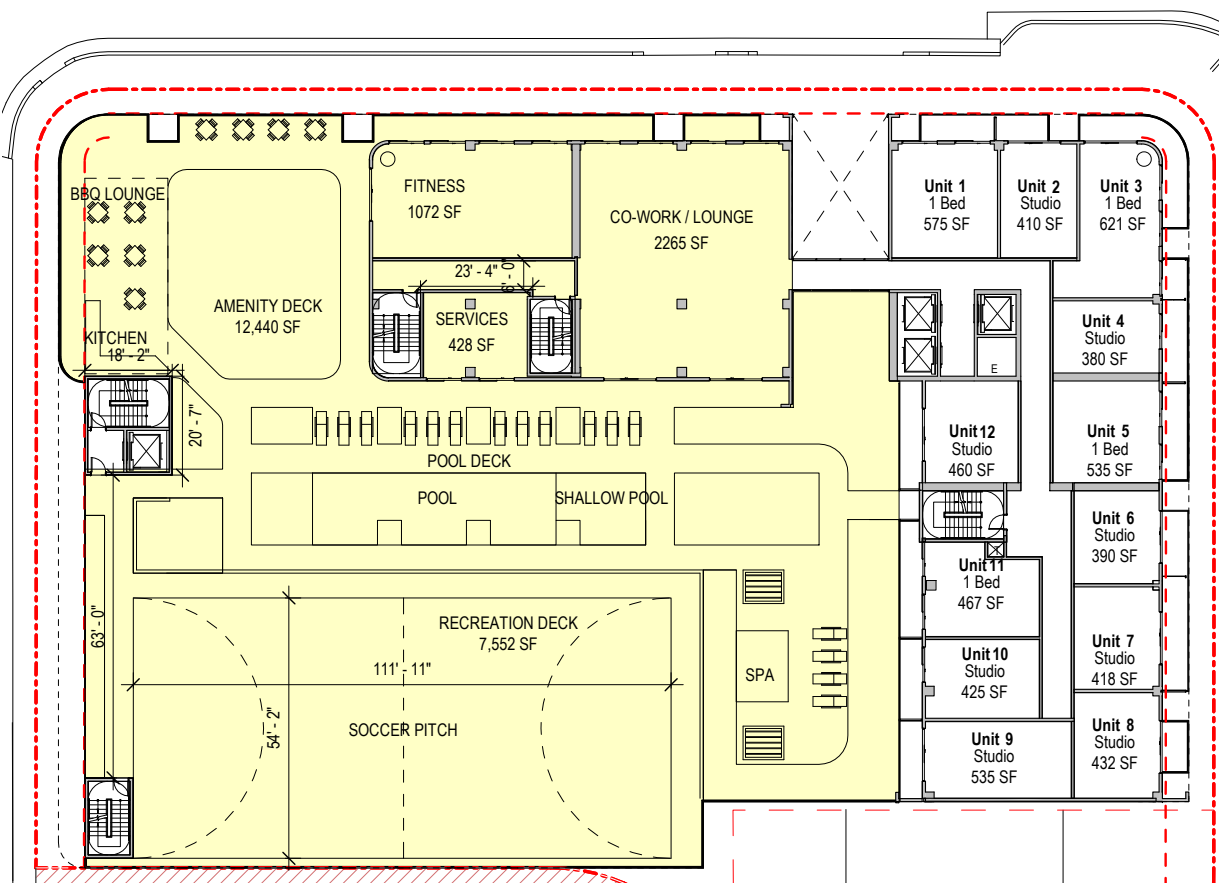 BBQ LOUNGE
FITNESS
1072 SF
CO-WORK / LOUNGE
2265 SF
Unit 1
1 Bed
575 SF
Unit 2
Studio
410 SF
Unit 3
1 Bed
621 SF
23' - 4"
6' - 0"
AMENITY DECK
12,440 SF
SERVICES
428 SF
KITCHEN
18' - 2"
E
Unit 4
Studio
380 SF
20' - 7"
POOL DECK
Unit 12
Studio
460 SF
Unit 5
1 Bed
535 SF
POOL
SHALLOW POOL
Unit 6
Studio
390 SF
Unit 11
1 Bed
467 SF
63' - 0"
RECREATION DECK
7,552 SF
111' - 11"
SPA
Unit 10
Studio
425 SF
Unit 7
Studio
418 SF
54' - 2"
SOCCER PITCH
Unit 9
Studio
535 SF
Unit 8
Studio
432 SF